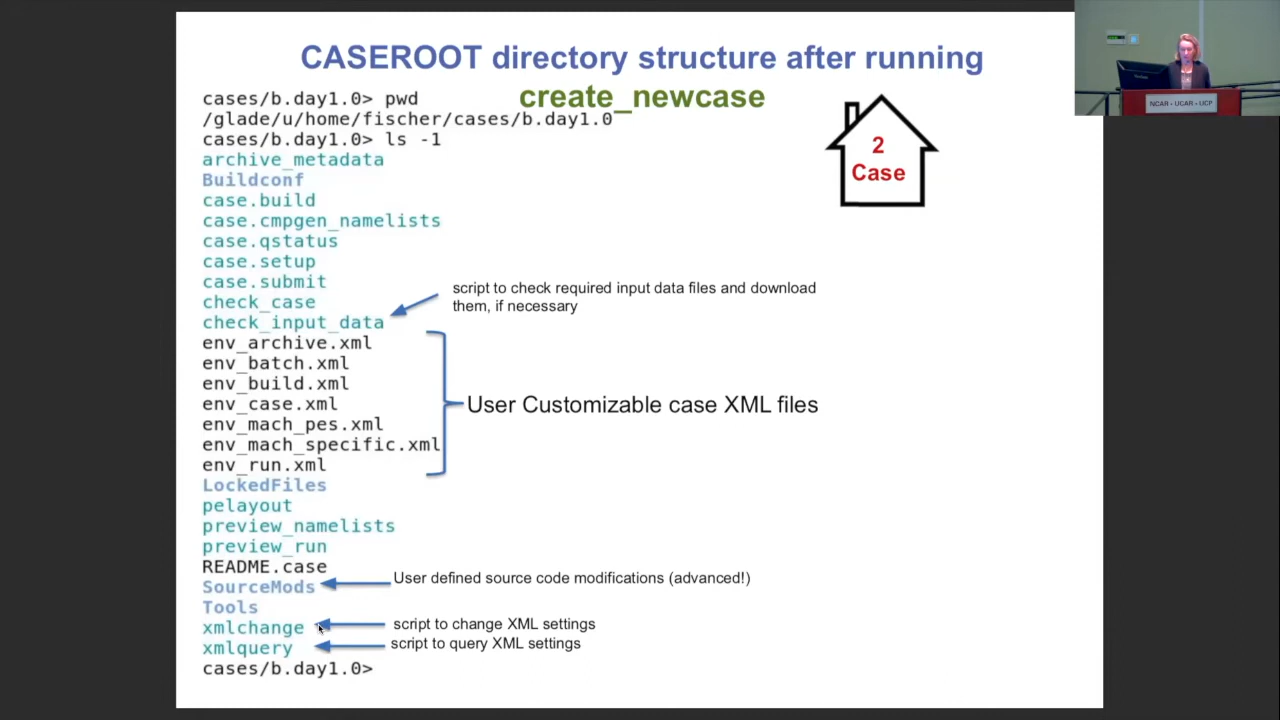 CASEROOT directory structure after running
create_newcase
cases/b.day1.0> pwd
/glade/u/home/fischer/cases/b.day1.0
cases/b.day1.0> ls -1
archive_metadata
Buildconf
case.build
case.cmpgen_namelists
case.qstatus
case.setup
case.submit
check_case
check_input_data
env_archive.xml
env_batch.xml
env_build.xml
env_case.xml
env_mach_pes.xml
env_mach_specific.xml
env_run.xml
LockedFiles
pelayout
preview_namelists
preview_run
README.case
SourceMods
Tools
xmlchange
xmlquery
cases/b.day1.0>
2
Case
script to check required input data files and download
them, if necessary
User Customizable case XML files
User defined source code modifications (advanced!)
script to change XML settings
script to query XML settings
NCAR • UCAR • UCP